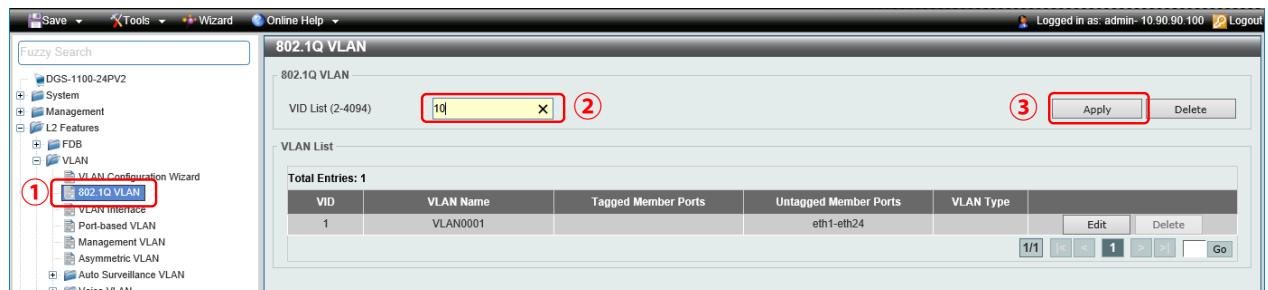 Save Tools Wizard Online Help Logged in as: admin- 10.90.90.100 Logout
Fuzzy Search
DGS-1100-24PV2
System
Management
L2 Features
FDB
VLAN
VLAN Configuration Wizard
① 802.1Q VLAN
VLAN Interface
Port-based VLAN
Management VLAN
Asymmetric VLAN
Auto Surveillance VLAN
Voice VLAN
802.1Q VLAN
802.1Q VLAN
VID List (2-4094) 10 ② ③ Apply Delete
VLAN List
Total Entries: 1
VID VLAN Name Tagged Member Ports Untagged Member Ports VLAN Type
1 VLAN0001 eth1-eth24 Edit Delete
1/1 |< < 1 > >| Go